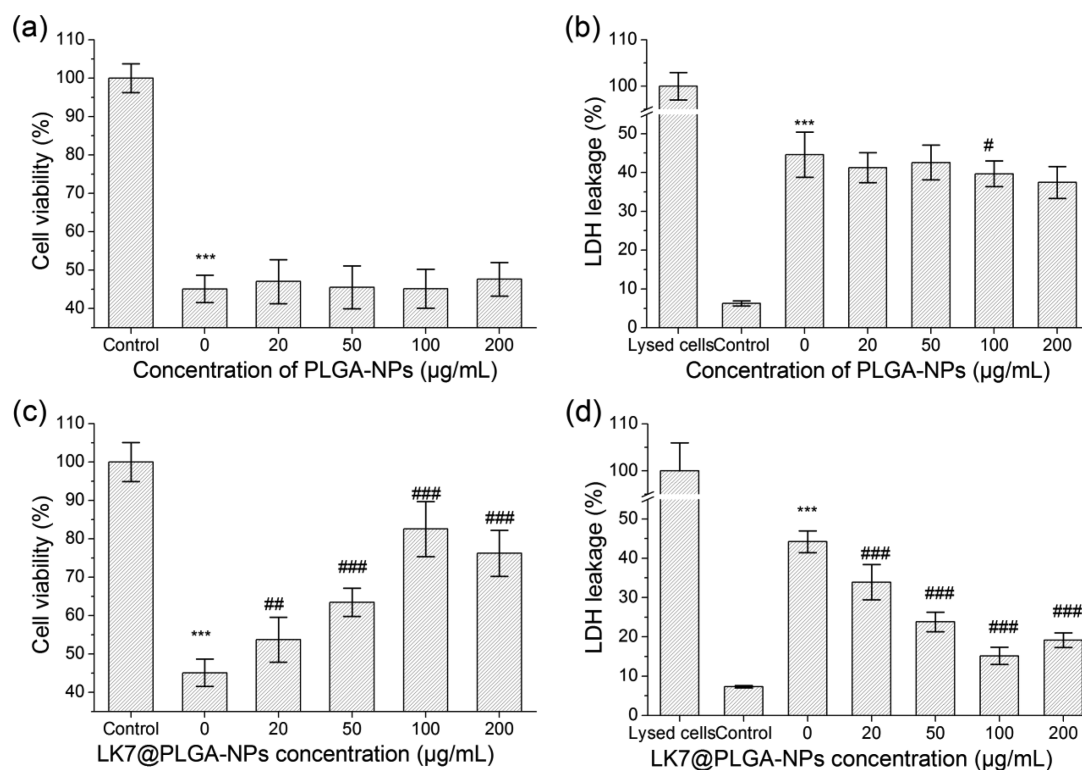 (a)
110
100
90
80
70
60
50
40
Cell viability (%)
***
Control 0 20 50 100 200
Concentration of PLGA-NPs (µg/mL)
(b)
110
100
50
40
30
20
10
0
LDH leakage (%)
***
#
Lysed cells Control 0 20 50 100 200
Concentration of PLGA-NPs (µg/mL)
(c)
110
100
90
80
70
60
50
40
Cell viability (%)
***
##
###
###
###
Control 0 20 50 100 200
LK7@PLGA-NPs concentration (µg/mL)
(d)
110
100
50
40
30
20
10
0
LDH leakage (%)
***
###
###
###
###
Lysed cells Control 0 20 50 100 200
LK7@PLGA-NPs concentration (µg/mL)